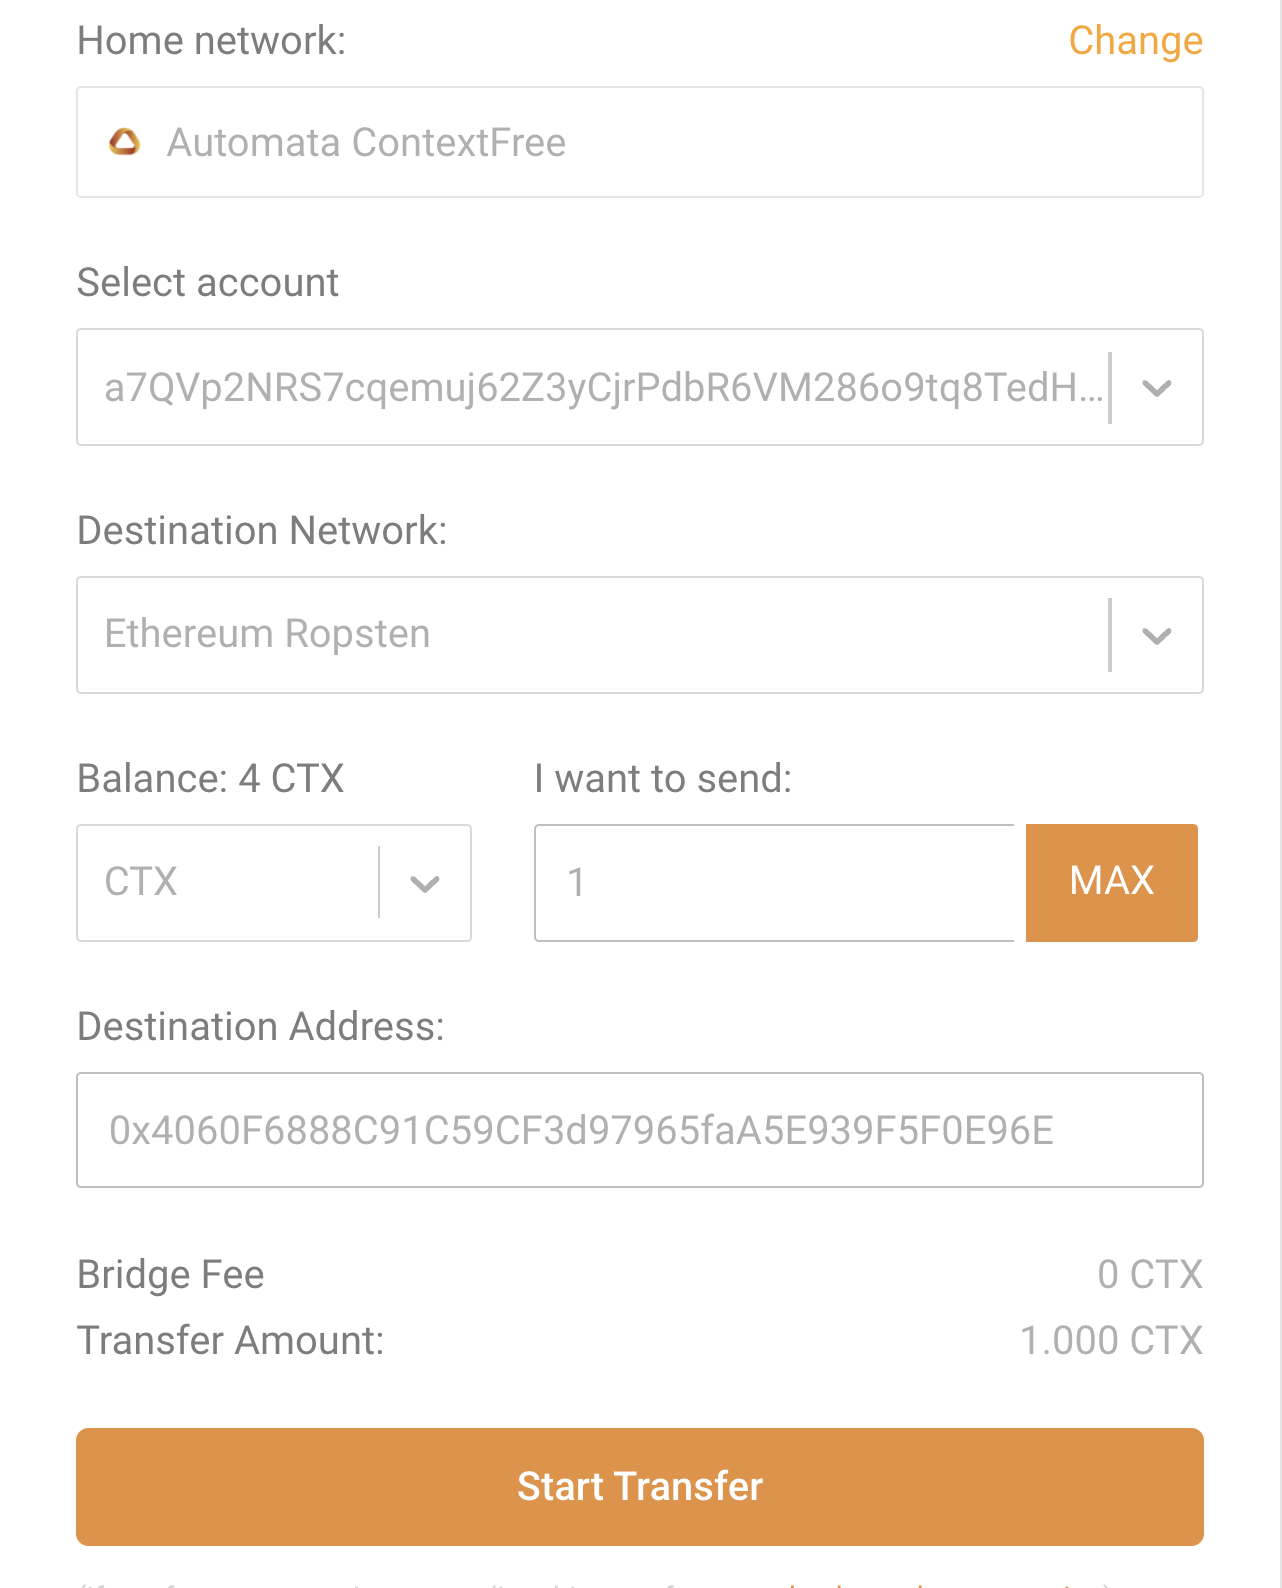 Home network:
Change
Automata ContextFree
Select account
a7QVp2NRS7cqemuj62Z3yCjrPdbR6VM286o9tq8TedH...
Destination Network:
Ethereum Ropsten
Balance: 4 CTX
I want to send:
CTX
1
MAX
Destination Address:
0x4060F6888C91C59CF3d97965faA5E939F5F0E96E
Bridge Fee
0 CTX
Transfer Amount:
1.000 CTX
Start Transfer